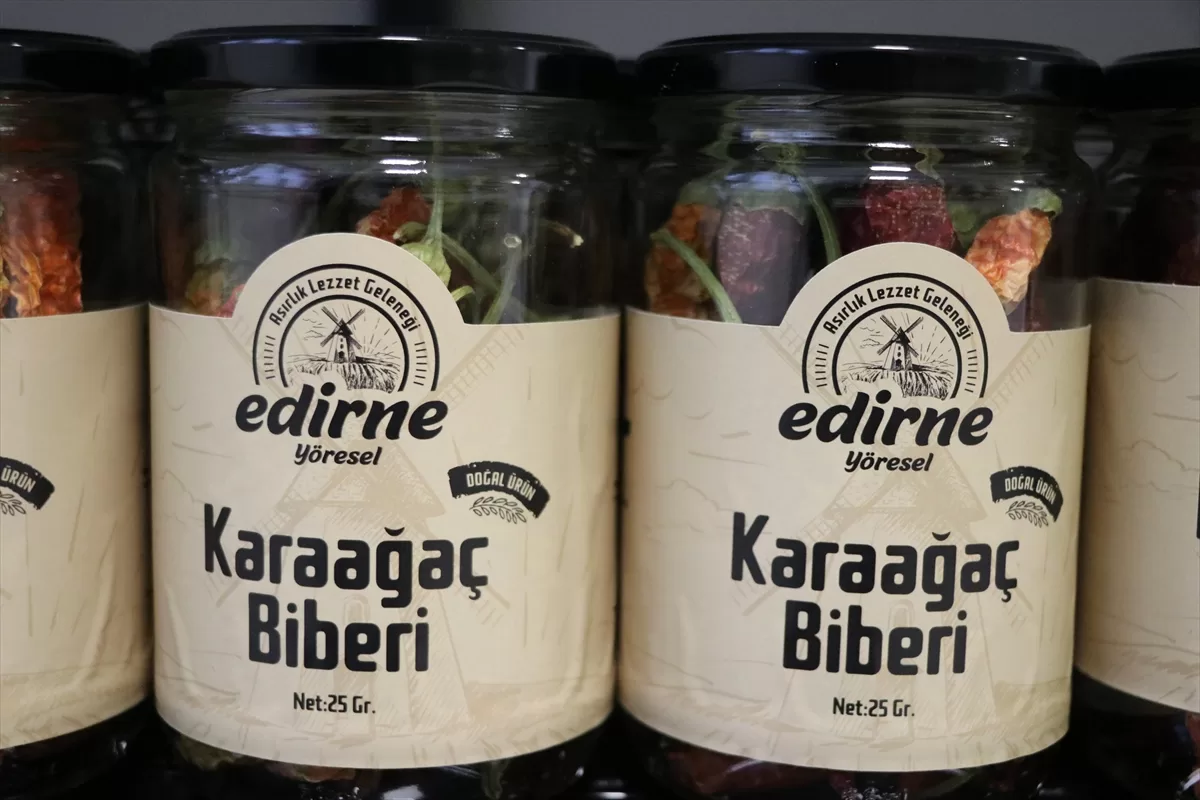 Asırlık Lezzet Geleneği
edirne
Yöresel
DOĞAL ÜRÜN
Karaağaç
Biberi
Net:25 Gr.
Asırlık Lezzet Geleneği
edirne
Yöresel
DOĞAL ÜRÜN
Karaağaç
Biberi
Net:25 Gr.
ÜRÜN